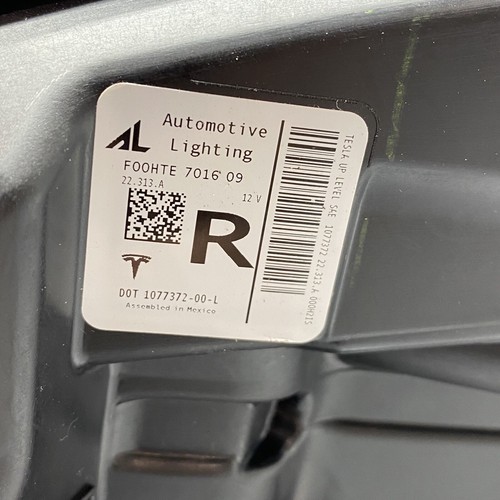 AL
Automotive
Lighting
FOOHTE 7016 09
22.313.A
12 V
R
DOT 1077372-00-L
Assembled in Mexico
TESLA UP LEVEL SAE 1077372 22.313.A 000H21S